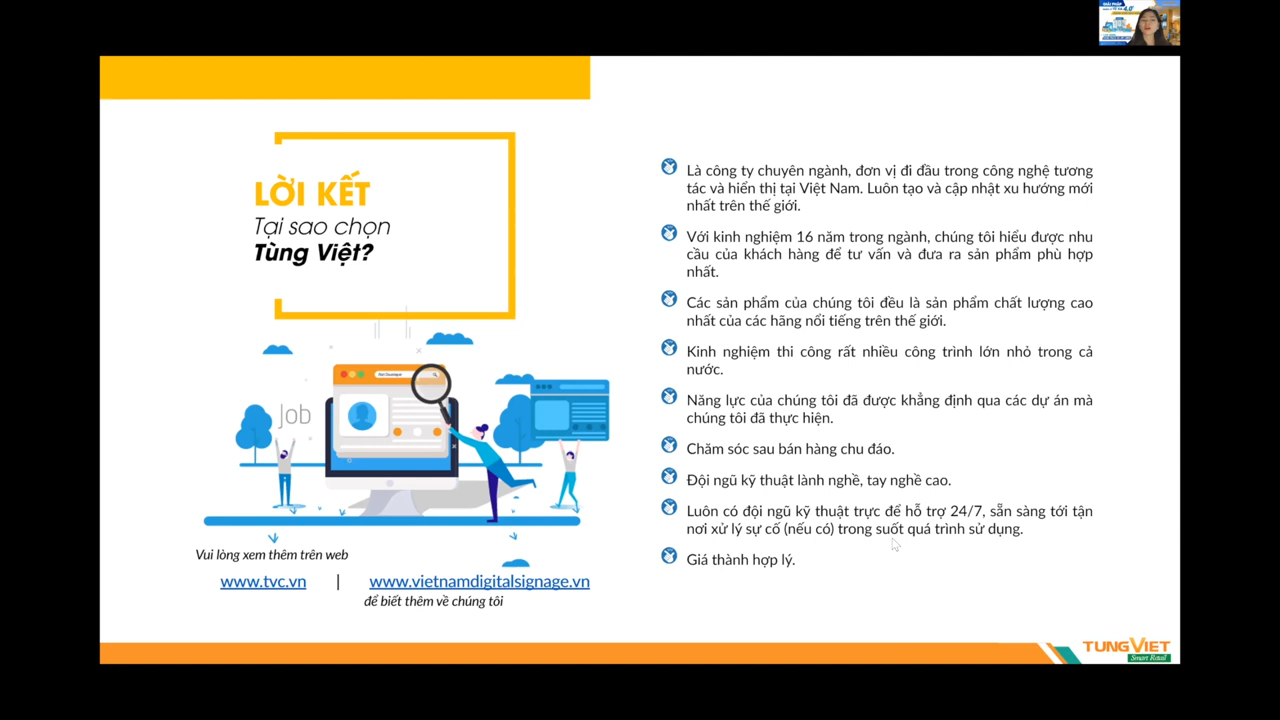 GIẢI PHÁP
4.0
LỜI KẾT
Tại sao chọn
Tùng Việt?
Job
Vui lòng xem thêm trên web
www.tvc.vn | www.vietnamdigitalsignage.vn
để biết thêm về chúng tôi
Là công ty chuyên ngành, đơn vị đi đầu trong công nghệ tương
tác và hiển thị tại Việt Nam. Luôn tạo và cập nhật xu hướng mới
nhất trên thế giới.
Với kinh nghiệm 16 năm trong ngành, chúng tôi hiểu được nhu
cầu của khách hàng để tư vấn và đưa ra sản phẩm phù hợp
nhất.
Các sản phẩm của chúng tôi đều là sản phẩm chất lượng cao
nhất của các hãng nổi tiếng trên thế giới.
Kinh nghiệm thi công rất nhiều công trình lớn nhỏ trong cả
nước.
Năng lực của chúng tôi đã được khẳng định qua các dự án mà
chúng tôi đã thực hiện.
Chăm sóc sau bán hàng chu đáo.
Đội ngũ kỹ thuật lành nghề, tay nghề cao.
Luôn có đội ngũ kỹ thuật trực để hỗ trợ 24/7, sẵn sàng tới tận
nơi xử lý sự cố (nếu có) trong suốt quá trình sử dụng.
Giá thành hợp lý.
TUNGVIET
Smart Retail